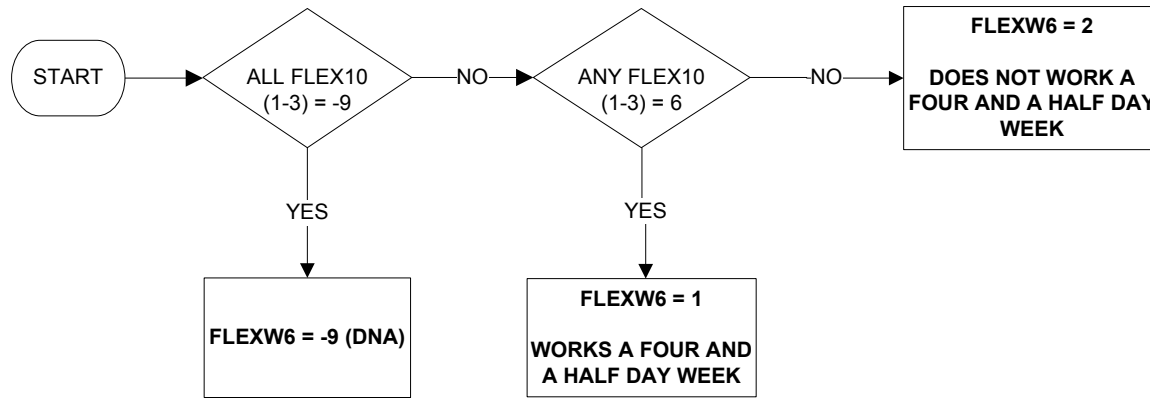 START
ALL FLEX10
(1-3) = -9
NO
ANY FLEX10
(1-3) = 6
NO
FLEXW6 = 2
DOES NOT WORK A
FOUR AND A HALF DAY
WEEK
YES
YES
FLEXW6 = -9 (DNA)
FLEXW6 = 1
WORKS A FOUR AND
A HALF DAY WEEK